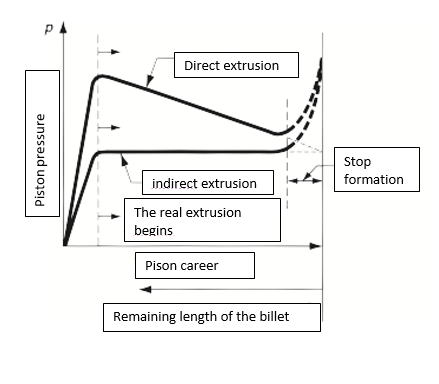 p
Direct extrusion
Piston pressure
Stop
formation
indirect extrusion
The real extrusion
begins
Pison career
Remaining length of the billet